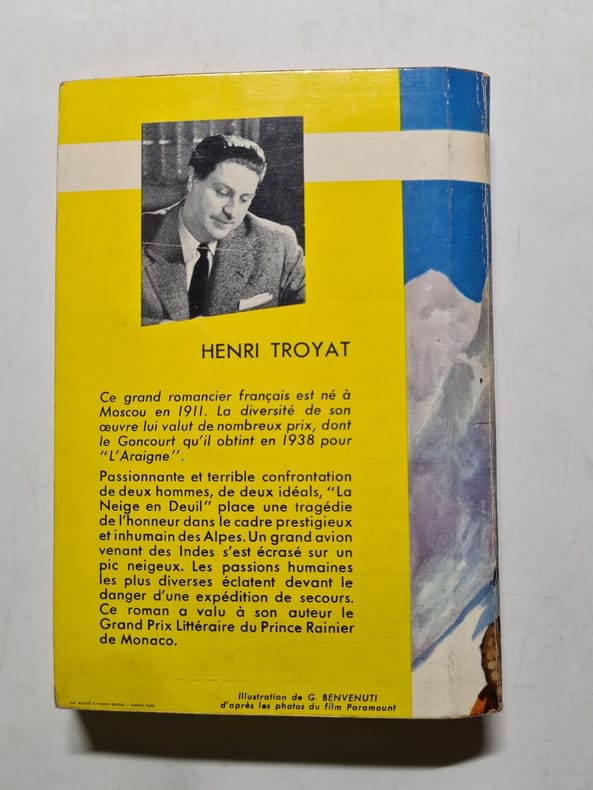 HENRI TROYAT
Ce grand romancier français est né à
Moscou en 1911. La diversité de son
œuvre lui valut de nombreux prix, dont
le Goncourt qu'il obtint en 1938 pour
"L'Araigne".
Passionnante et terrible confrontation
de deux hommes, de deux idéals, "La
Neige en Deuil" place une tragédie
de l'honneur dans le cadre prestigieux
et inhumain des Alpes. Un grand avion
venant des Indes s'est écrasé sur un
pic neigeux. Les passions humaines
les plus diverses éclatent devant le
danger d'une expédition de secours.
Ce roman a valu à son auteur le
Grand Prix Littéraire du Prince Rainier
de Monaco.
Illustration de G. BENVENUTI
d'après les photos du film Paramount